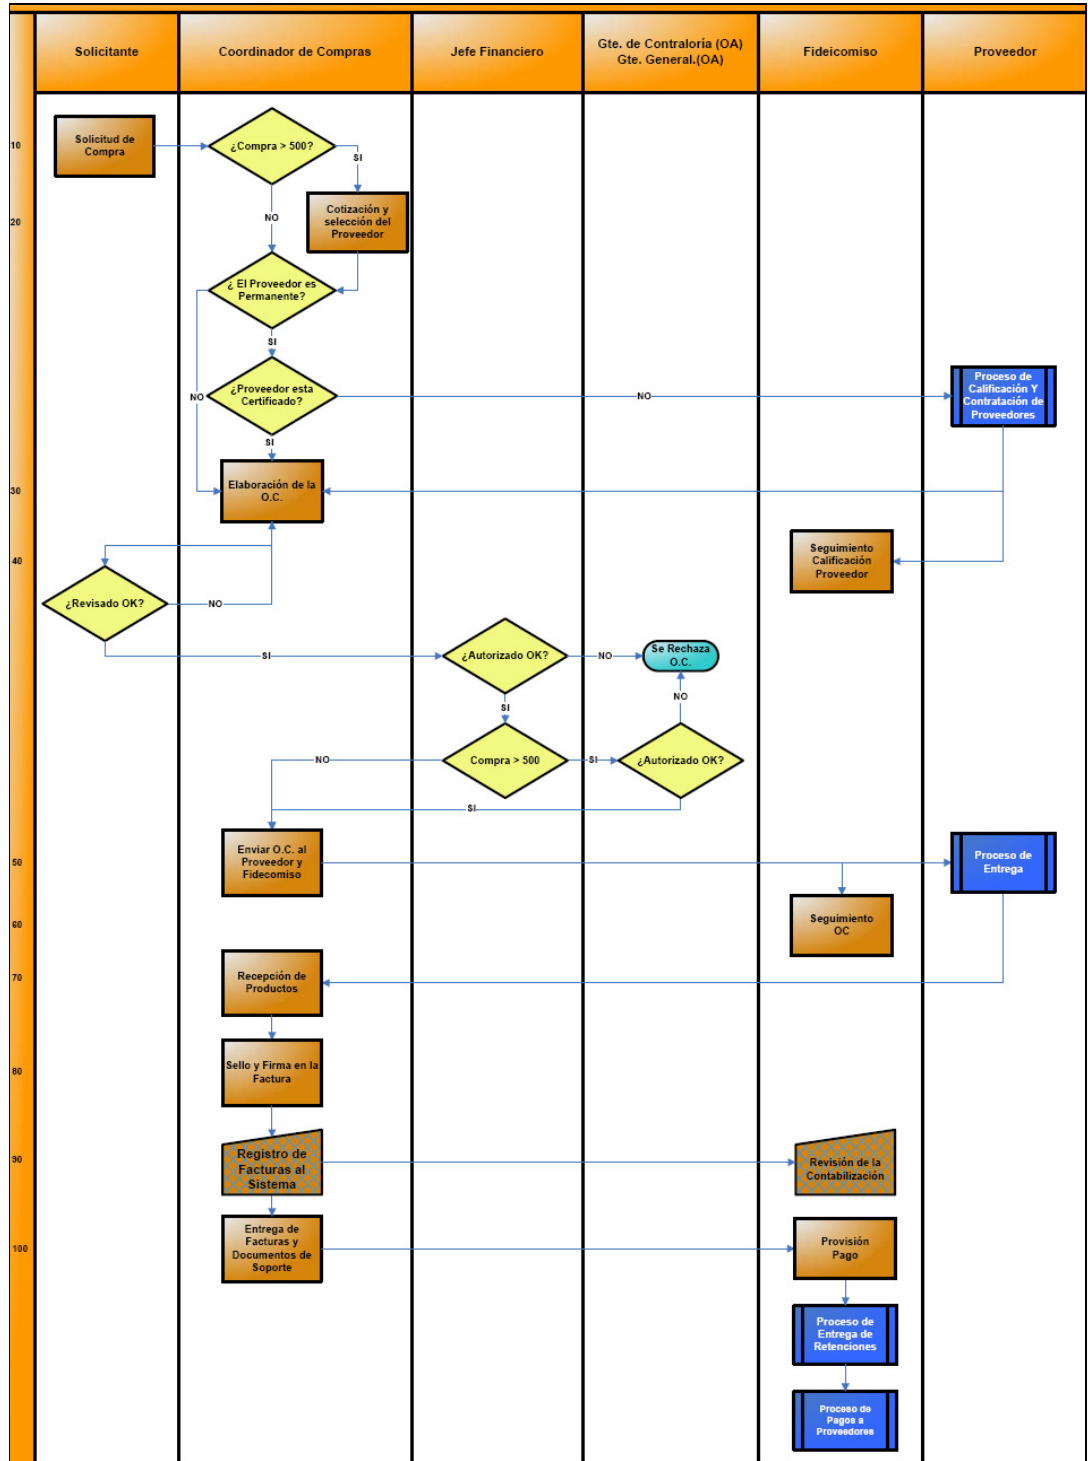 Solicitante
Coordinador de Compras
Jefe Financiero
Gte. de Contraloría (OA)
Gte. General.(OA)
Fideicomiso
Proveedor
10
Solicitud de
Compra
¿Compra > 500?
SI
NO
20
Cotización y
selección del
Proveedor
¿ El Proveedor es
Permanente?
SI
NO
¿Proveedor esta
Certificado?
NO
Proceso de
Calificación Y
Contratación de
Proveedores
SI
30
Elaboración de la
O.C.
40
Seguimiento
Calificación
Proveedor
¿Revisado OK?
NO
SI
¿Autorizado OK?
NO
Se Rechaza
O.C.
SI
NO
NO
Compra > 500
SI
¿Autorizado OK?
SI
50
Enviar O.C. al
Proveedor y
Fidecomiso
Proceso de
Entrega
60
Seguimiento
OC
70
Recepción de
Productos
80
Sello y Firma en la
Factura
90
Registro de
Facturas al
Sistema
Revisión de la
Contabilización
100
Entrega de
Facturas y
Documentos de
Soporte
Provisión
Pago
Proceso de
Entrega de
Retenciones
Proceso de
Pagos a
Proveedores